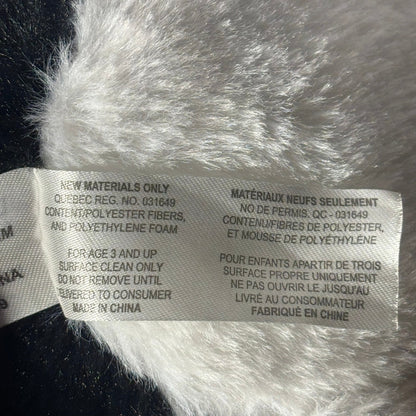 NEW MATERIALS ONLY
QUEBEC REG. NO. 031649
CONTENT/POLYESTER FIBERS,
AND POLYETHYLENE FOAM
FOR AGE 3 AND UP
SURFACE CLEAN ONLY
DO NOT REMOVE UNTIL
DELIVERED TO CONSUMER
MADE IN CHINA
MATÉRIAUX NEUFS SEULEMENT
NO DE PERMIS. QC - 031649
CONTENU/FIBRES DE POLYESTER,
ET MOUSSE DE POLYÉTHYLÈNE
POUR ENFANTS APARTIR DE TROIS
SURFACE PROPRE UNIQUEMENT
NE PAS OUVRIR LE JUSQU'AU
LIVRÉ AU CONSOMMATEUR
FABRIQUÉ EN CHINE